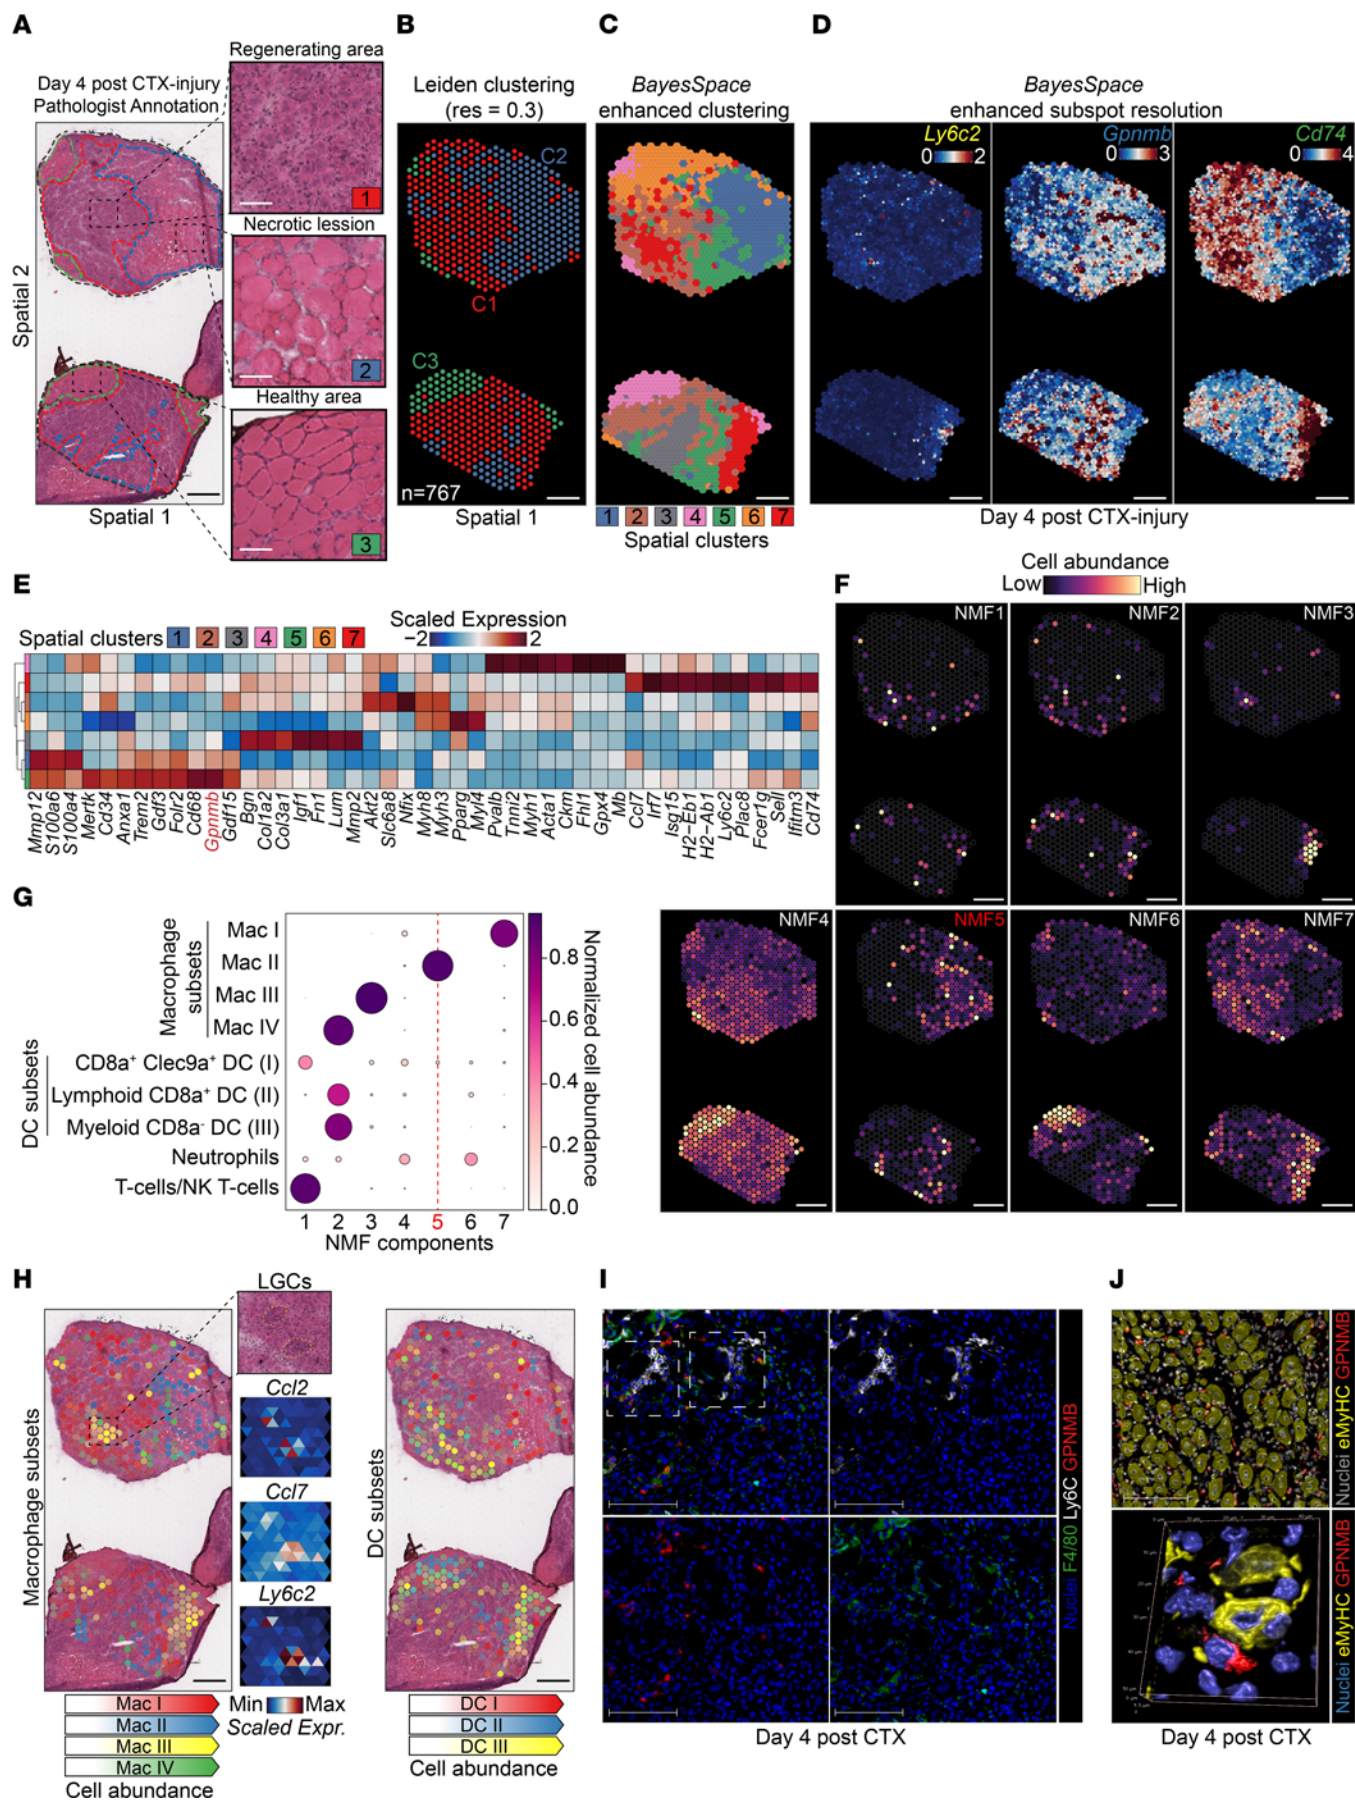 A
Day 4 post CTX-injury
Pathologist Annotation
Regenerating area
1
Necrotic lession
2
Healthy area
3
Spatial 2
Spatial 1
B
Leiden clustering
(res = 0.3)
C2
C1
C3
n=767
Spatial 1
C
BayesSpace
enhanced clustering
1 2 3 4 5 6 7
Spatial clusters
D
BayesSpace
enhanced subspot resolution
Ly6c2
0 2
Gpnmb
0 3
Cd74
0 4
Day 4 post CTX-injury
E
Scaled Expression
Spatial clusters 1 2 3 4 5 6 7
−2 2
Mmp12
S100a6
S100a4
Mertk
Cd34
Anxa1
Trem2
Gdf3
Folr2
Cd68
Gpnmb
Gdf15
Bgn
Col1a2
Col3a1
Igf1
Fn1
Lum
Mmp2
Akt2
Slc6a8
Nfix
Myh8
Myh3
Pparg
Myl4
Pvalb
Tnni2
Myh1
Acta1
Ckm
Fhl1
Gpx4
Mb
Ccl7
Irf7
Isg15
H2−Eb1
H2−Ab1
Ly6c2
Plac8
Fcer1g
Sell
Ifitm3
Cd74
F
Cell abundance
Low High
NMF1
NMF2
NMF3
NMF4
NMF5
NMF6
NMF7
G
Macrophage
subsets
Mac I
Mac II
Mac III
Mac IV
DC subsets
CD8a+ Clec9a+ DC (I)
Lymphoid CD8a+ DC (II)
Myeloid CD8a- DC (III)
Neutrophils
T-cells/NK T-cells
1 2 3 4 5 6 7
NMF components
0.8
0.6
0.4
0.2
0.0
Normalized cell abundance
H
Macrophage subsets
LGCs
Ccl2
Ccl7
Ly6c2
Min Max
Scaled Expr.
Mac I
Mac II
Mac III
Mac IV
Cell abundance
DC subsets
DC I
DC II
DC III
Cell abundance
I
Nuclei F4/80 Ly6C GPNMB
Day 4 post CTX
J
Nuclei eMyHC GPNMB
Nuclei eMyHC GPNMB
Day 4 post CTX